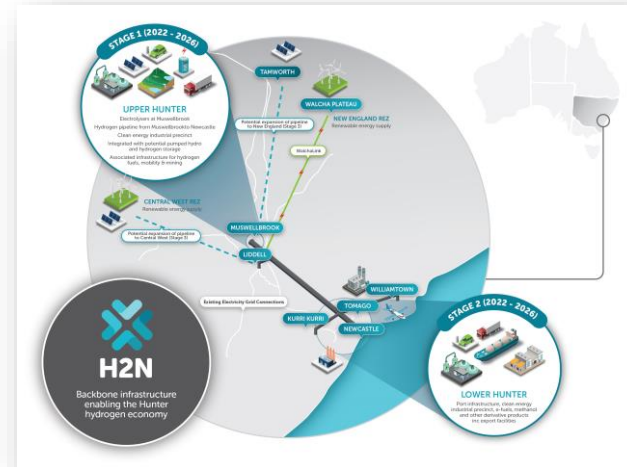 STAGE 1 (2022 - 2026)
UPPER HUNTER
Electrolysers at Muswellbrook
Hydrogen pipeline from Muswellbrook to Newcastle
Clean energy industrial precinct
Integrated with potential pumped hydro
and hydrogen storage
Associated infrastructure for hydrogen
fuels, mobility & mining
TAMWORTH
WALCHA PLATEAU
NEW ENGLAND REZ
Renewable energy supply
Potential expansion of pipeline
to New England (Stage 2)
WalchaLink
CENTRAL WEST REZ
Renewable energy supply
Potential expansion of pipeline
to Central West (Stage 2)
MUSWELLBROOK
LIDDELL
Existing Electricity Grid Connections
WILLIAMTOWN
TOMAGO
KURRI KURRI
NEWCASTLE
H2N
Backbone infrastructure
enabling the Hunter
hydrogen economy
STAGE 2 (2022 - 2026)
LOWER HUNTER
Port infrastructure, clean energy
industrial precinct, e-fuels, methanol
and other derivative products
inc export facilities